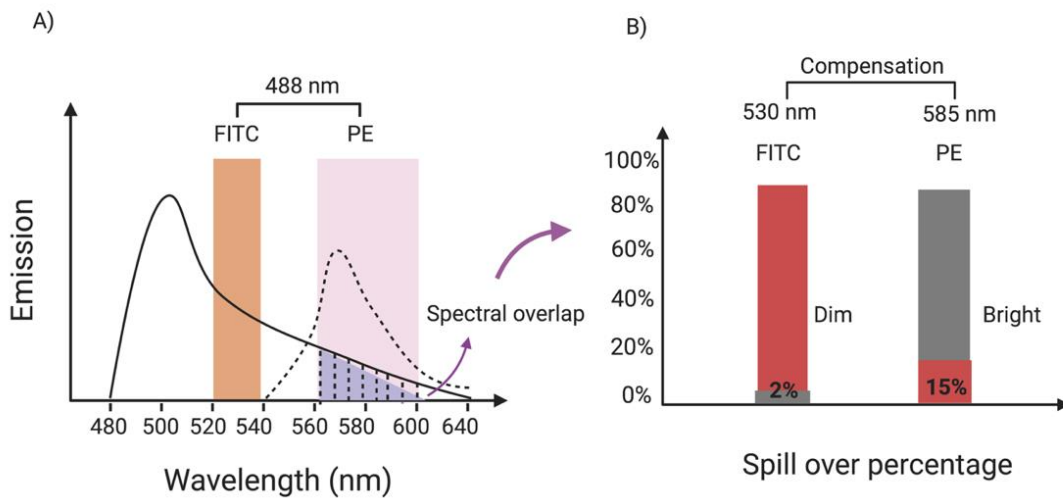 A)
488 nm
FITC PE
Emission
Spectral overlap
480 500 520 540 560 580 600 640
Wavelength (nm)
B)
Compensation
530 nm 585 nm
FITC PE
100%
80%
60%
40%
20%
0%
Dim Bright
2% 15%
Spill over percentage